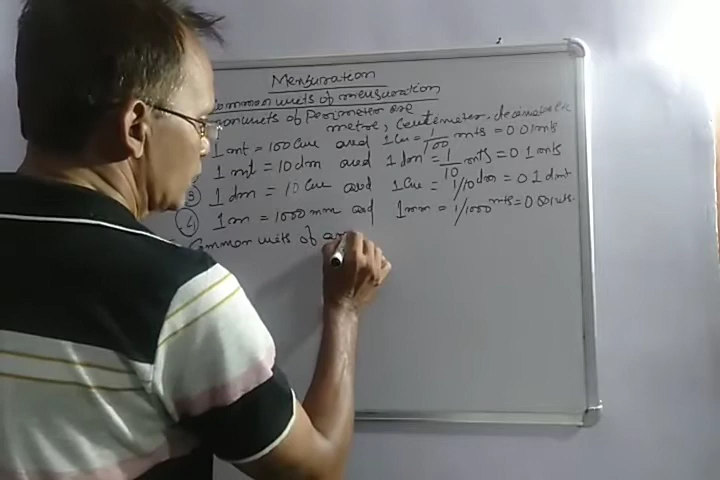 Mensuration
Common units of mensuration
units of Perimeter are
metre, Centemeter,
1 mt = 100 Cm and 1 Cm = 1/100 mts = 0.01 mts
1 mt = 10 dm and 1 dm = 1/10 mts = 0.1 mts
③ 1 dm = 10 Cm and 1 Cm = 1/10 dm = 0.1 dmt
④ 1 m = 1000 mm and 1 mm = 1/1000 mts = 0.001 mts.
Common units of